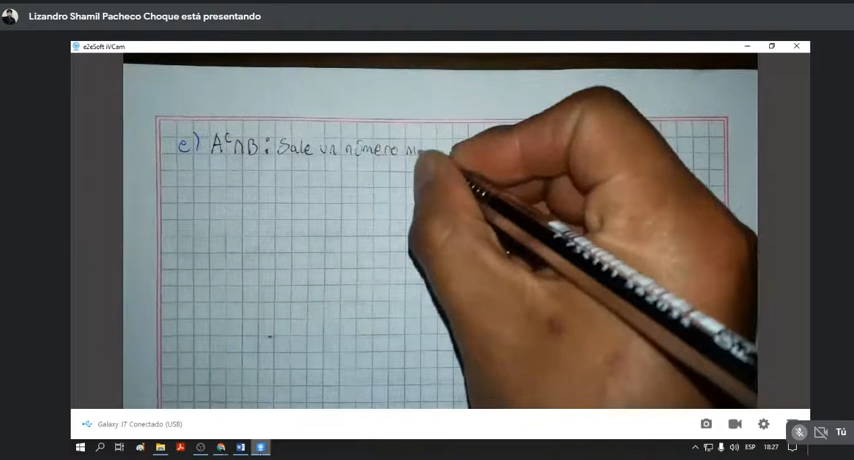 Lizandro Shamil Pacheco Choque está presentando
e2eSoft iVCam
e) Aᶜ∩B: Sale un número
Galaxy J7 Conectado (USB)
Tú
ESP 18:27